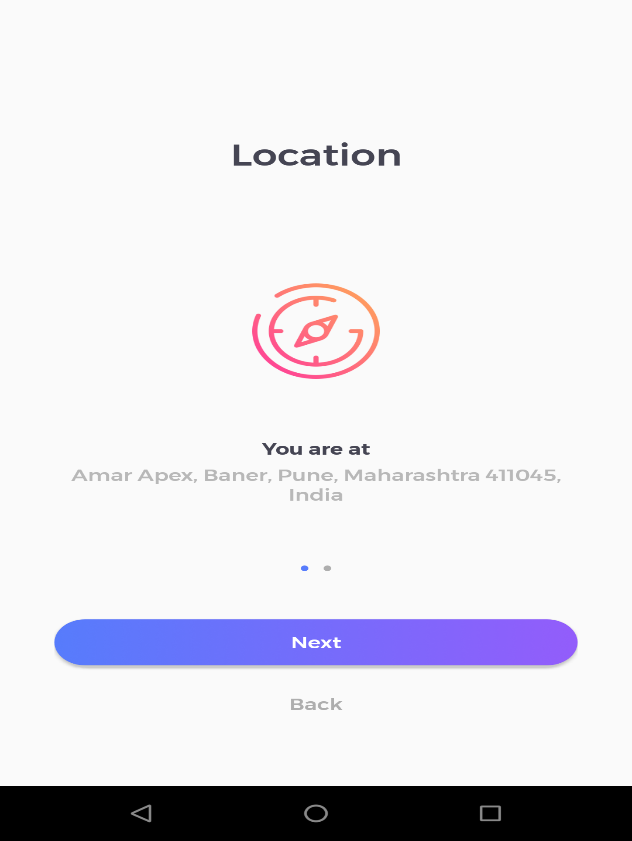 Location
You are at
Amar Apex, Baner, Pune, Maharashtra 411045,
India
Next
Back